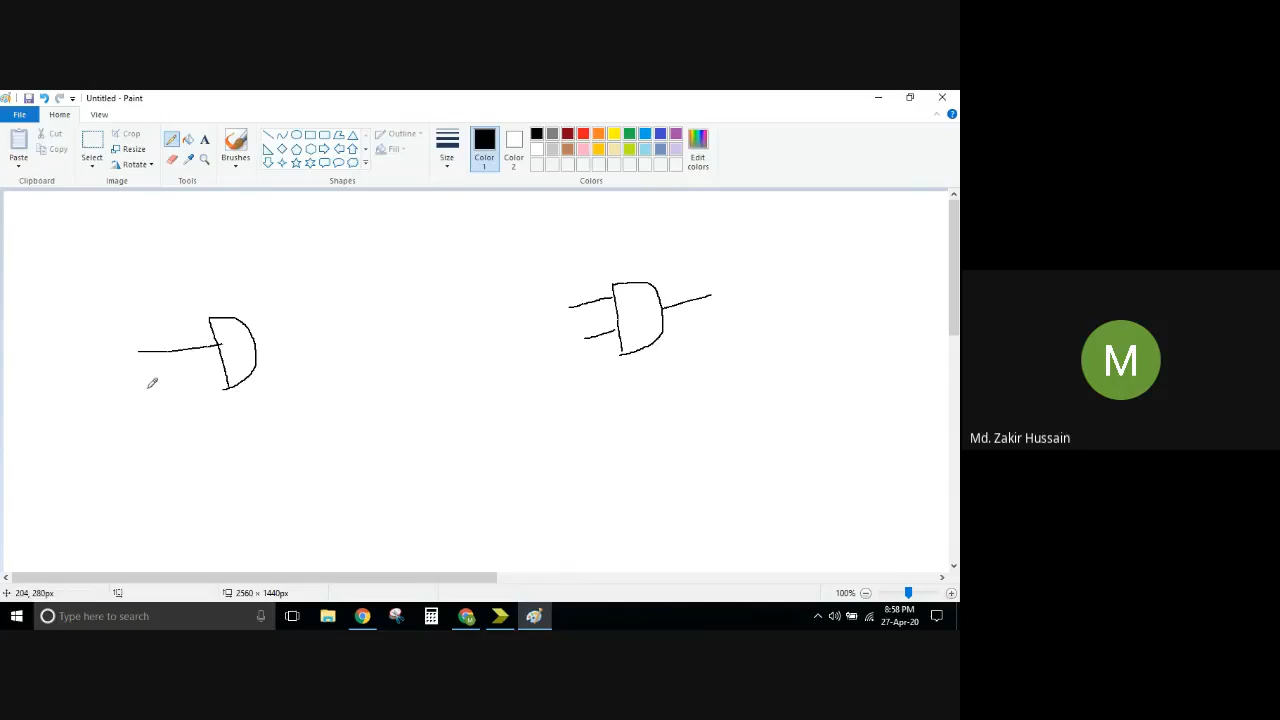 Untitled - Paint
File
Home
View
Paste
Cut
Copy
Clipboard
Select
Crop
Resize
Rotate
Image
A
Tools
Brushes
Shapes
Outline
Fill
Size
Color
1
Color
2
Edit
colors
Colors
M
Md. Zakir Hussain
204, 280px
2560 × 1440px
100%
Type here to search
8:58 PM
27-Apr-20